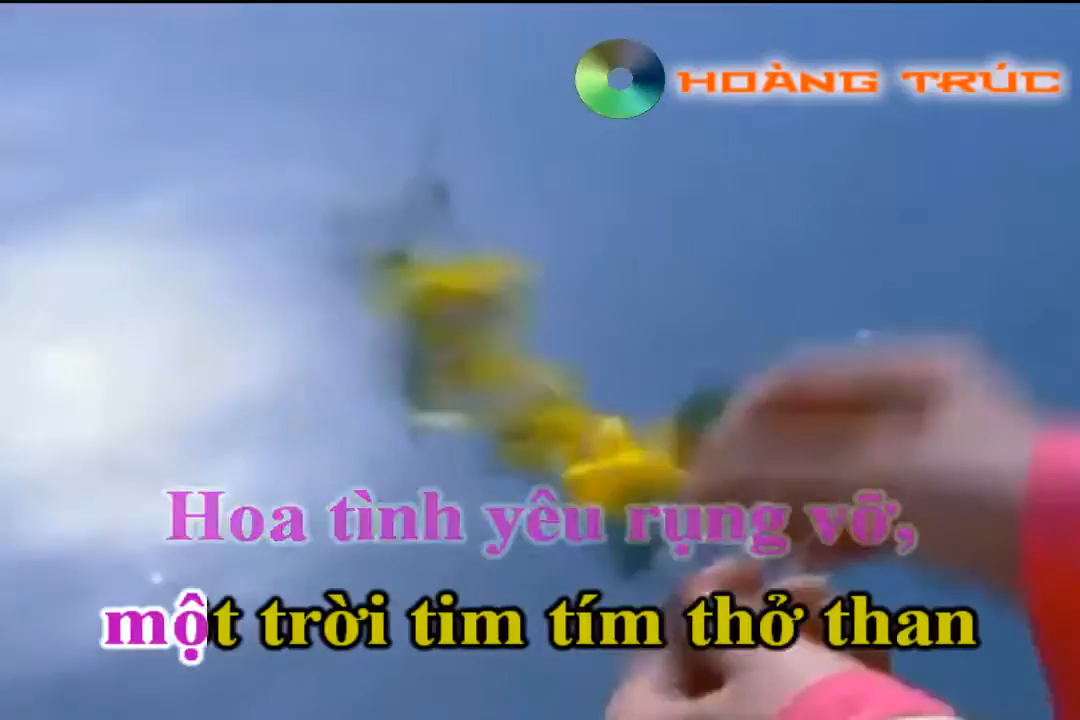 HOÀNG TRÚC
Hoa tình yêu rụng vỡ,
một trời tim tím thở than